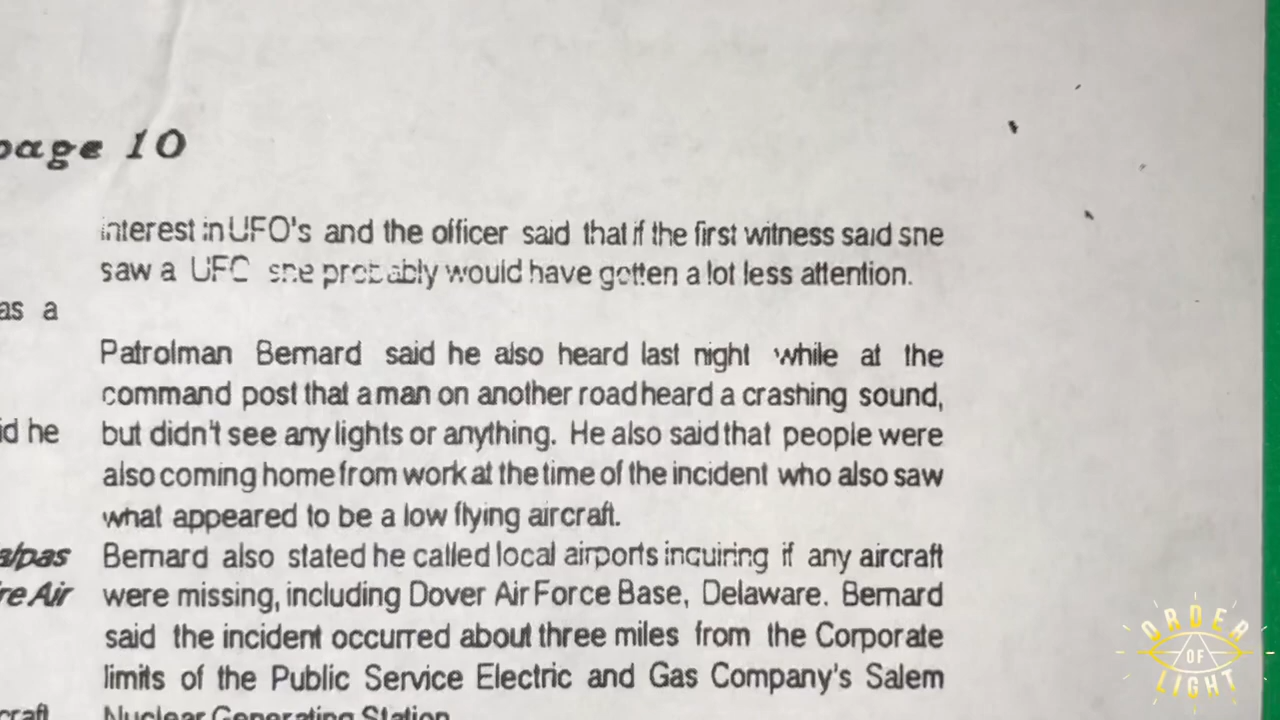 page 10
interest in UFO's and the officer said that if the first witness said she
saw a UFO she probably would have gotten a lot less attention.
as a
Patrolman Bernard said he also heard last night while at the
command post that a man on another road heard a crashing sound,
id he
but didn't see any lights or anything. He also said that people were
also coming home from work at the time of the incident who also saw
what appeared to be a low flying aircraft.
alpas
Bernard also stated he called local airports inquiring if any aircraft
re Air
were missing, including Dover Air Force Base, Delaware. Bernard
said the incident occurred about three miles from the Corporate
limits of the Public Service Electric and Gas Company's Salem
craft
Nuclear Generating Station
ORDER
OF
LIGHT